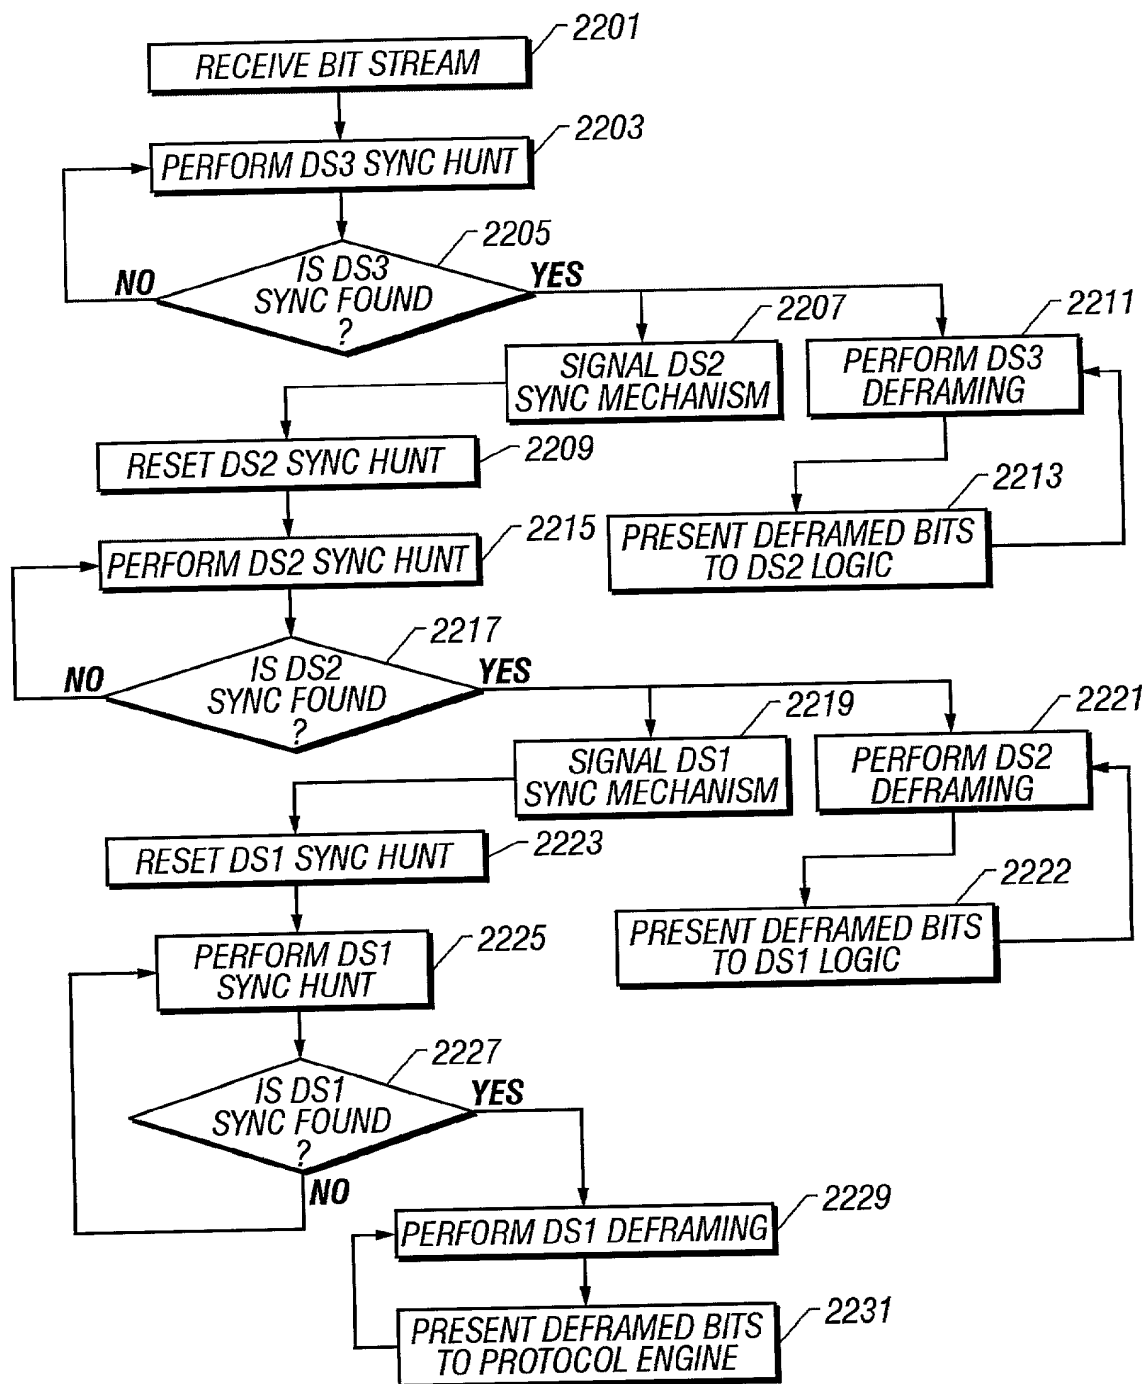 2201
RECEIVE BIT STREAM
2203
PERFORM DS3 SYNC HUNT
2205
IS DS3
SYNC FOUND
?
NO
YES
2207
SIGNAL DS2
SYNC MECHANISM
2211
PERFORM DS3
DEFRAMING
RESET DS2 SYNC HUNT
2209
2213
PRESENT DEFRAMED BITS
TO DS2 LOGIC
2215
PERFORM DS2 SYNC HUNT
2217
IS DS2
SYNC FOUND
?
NO
YES
2219
SIGNAL DS1
SYNC MECHANISM
2221
PERFORM DS2
DEFRAMING
RESET DS1 SYNC HUNT
2223
2222
PRESENT DEFRAMED BITS
TO DS1 LOGIC
PERFORM DS1
SYNC HUNT
2225
2227
IS DS1
SYNC FOUND
?
YES
NO
2229
PERFORM DS1 DEFRAMING
2231
PRESENT DEFRAMED BITS
TO PROTOCOL ENGINE